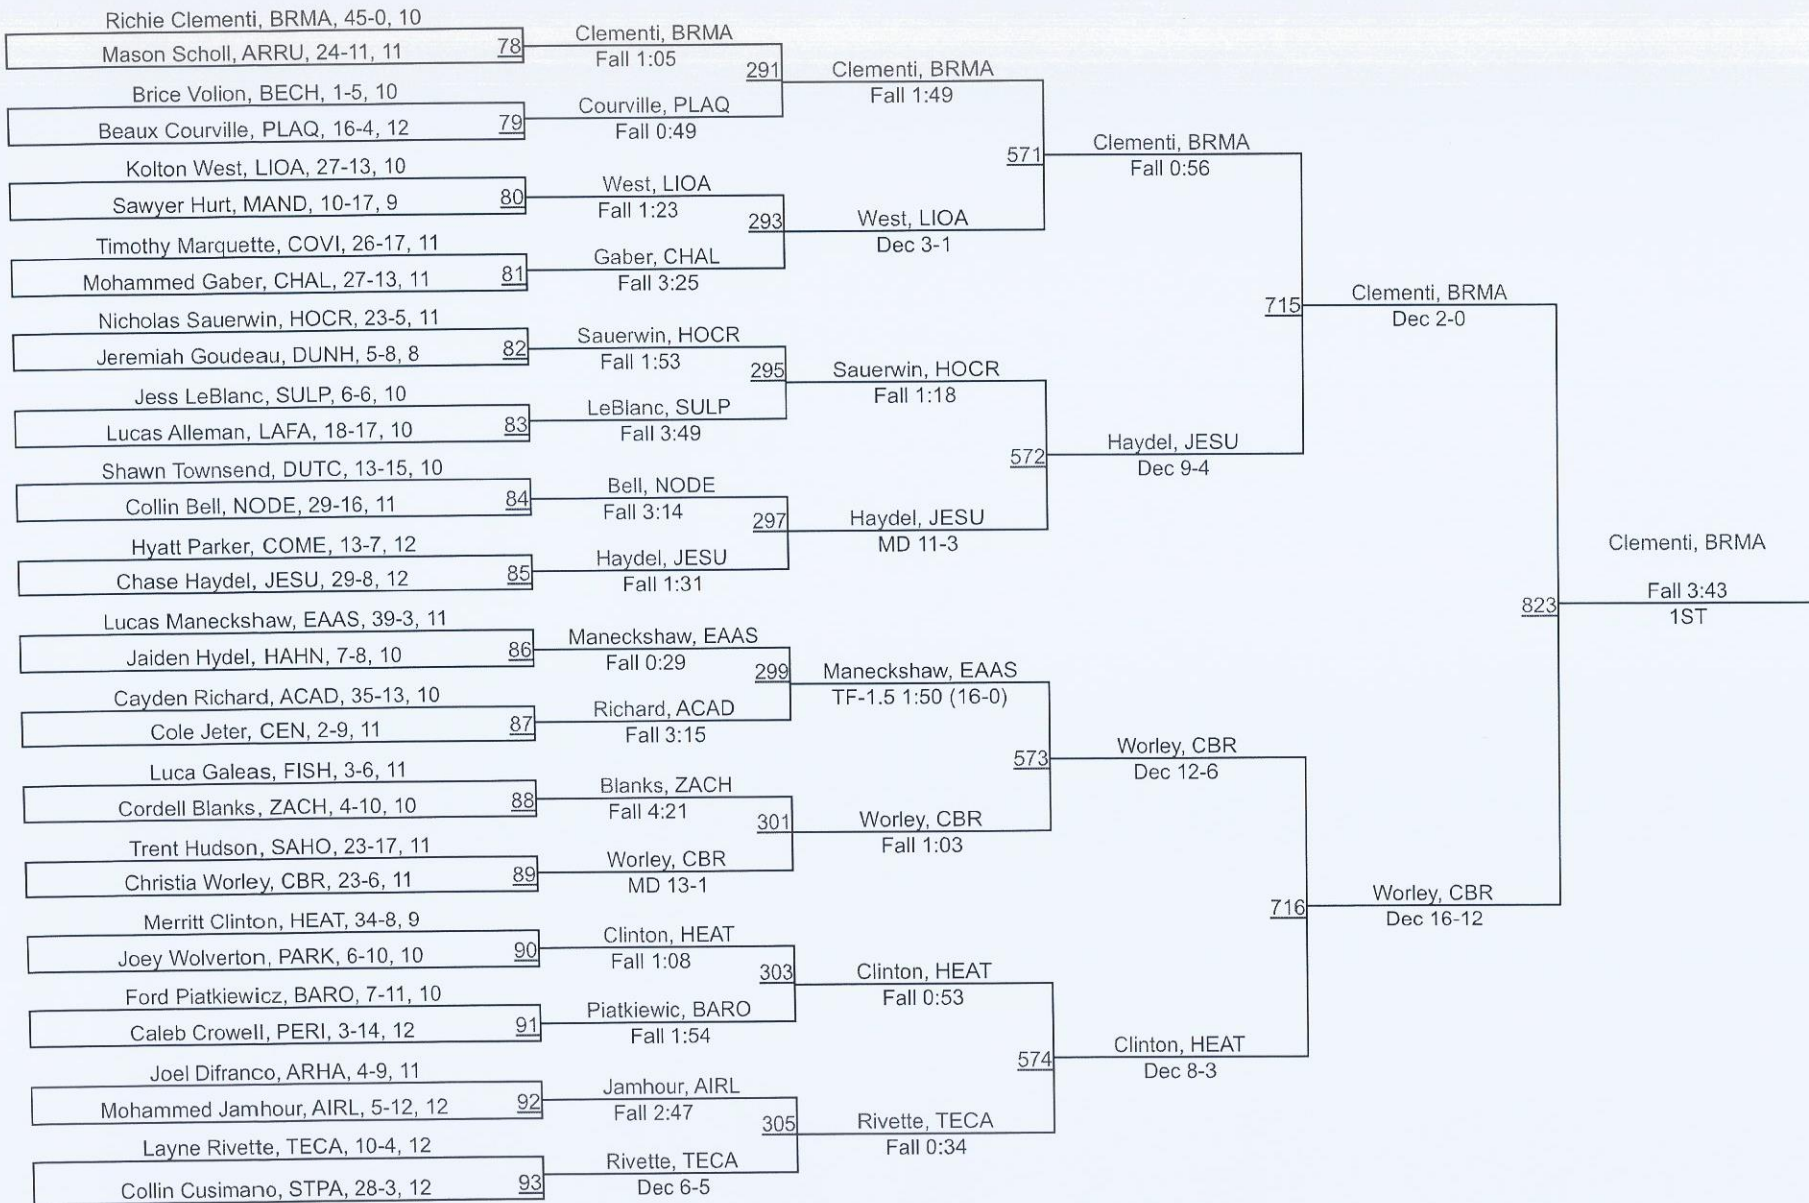 Richie Clementi, BRMA, 45-0, 10
Mason Scholl, ARRU, 24-11, 11
78
Brice Volion, BECH, 1-5, 10
Beaux Courville, PLAQ, 16-4, 12
79
Kolton West, LIOA, 27-13, 10
Sawyer Hurt, MAND, 10-17, 9
80
Timothy Marquette, COVI, 26-17, 11
Mohammed Gaber, CHAL, 27-13, 11
81
Nicholas Sauerwin, HOCR, 23-5, 11
Jeremiah Goudeau, DUNH, 5-8, 8
82
Jess LeBlanc, SULP, 6-6, 10
Lucas Alleman, LAFA, 18-17, 10
83
Shawn Townsend, DUTC, 13-15, 10
Collin Bell, NODE, 29-16, 11
84
Hyatt Parker, COME, 13-7, 12
Chase Haydel, JESU, 29-8, 12
85
Lucas Maneckshaw, EAAS, 39-3, 11
Jaiden Hydel, HAHN, 7-8, 10
86
Cayden Richard, ACAD, 35-13, 10
Cole Jeter, CEN, 2-9, 11
87
Luca Galeas, FISH, 3-6, 11
Cordell Blanks, ZACH, 4-10, 10
88
Trent Hudson, SAHO, 23-17, 11
Christia Worley, CBR, 23-6, 11
89
Merritt Clinton, HEAT, 34-8, 9
Joey Wolverton, PARK, 6-10, 10
90
Ford Piatkiewicz, BARO, 7-11, 10
Caleb Crowell, PERI, 3-14, 12
91
Joel Difranco, ARHA, 4-9, 11
Mohammed Jamhour, AIRL, 5-12, 12
92
Layne Rivette, TECA, 10-4, 12
Collin Cusimano, STPA, 28-3, 12
93
Clementi, BRMA
Fall 1:05
291
Courville, PLAQ
Fall 0:49
West, LIOA
Fall 1:23
293
Gaber, CHAL
Fall 3:25
Sauerwin, HOCR
Fall 1:53
295
LeBlanc, SULP
Fall 3:49
Bell, NODE
Fall 3:14
297
Haydel, JESU
Fall 1:31
Maneckshaw, EAAS
Fall 0:29
299
Richard, ACAD
Fall 3:15
Blanks, ZACH
Fall 4:21
301
Worley, CBR
MD 13-1
Clinton, HEAT
Fall 1:08
303
Piatkiewic, BARO
Fall 1:54
Jamhour, AIRL
Fall 2:47
305
Rivette, TECA
Dec 6-5
Clementi, BRMA
Fall 1:49
571
West, LIOA
Dec 3-1
Sauerwin, HOCR
Fall 1:18
572
Haydel, JESU
MD 11-3
Maneckshaw, EAAS
TF-1.5 1:50 (16-0)
573
Worley, CBR
Fall 1:03
Clinton, HEAT
Fall 0:53
574
Rivette, TECA
Fall 0:34
Clementi, BRMA
Fall 0:56
715
Haydel, JESU
Dec 9-4
Worley, CBR
Dec 12-6
716
Clinton, HEAT
Dec 8-3
Clementi, BRMA
Dec 2-0
823
Worley, CBR
Dec 16-12
Clementi, BRMA
Fall 3:43
1ST